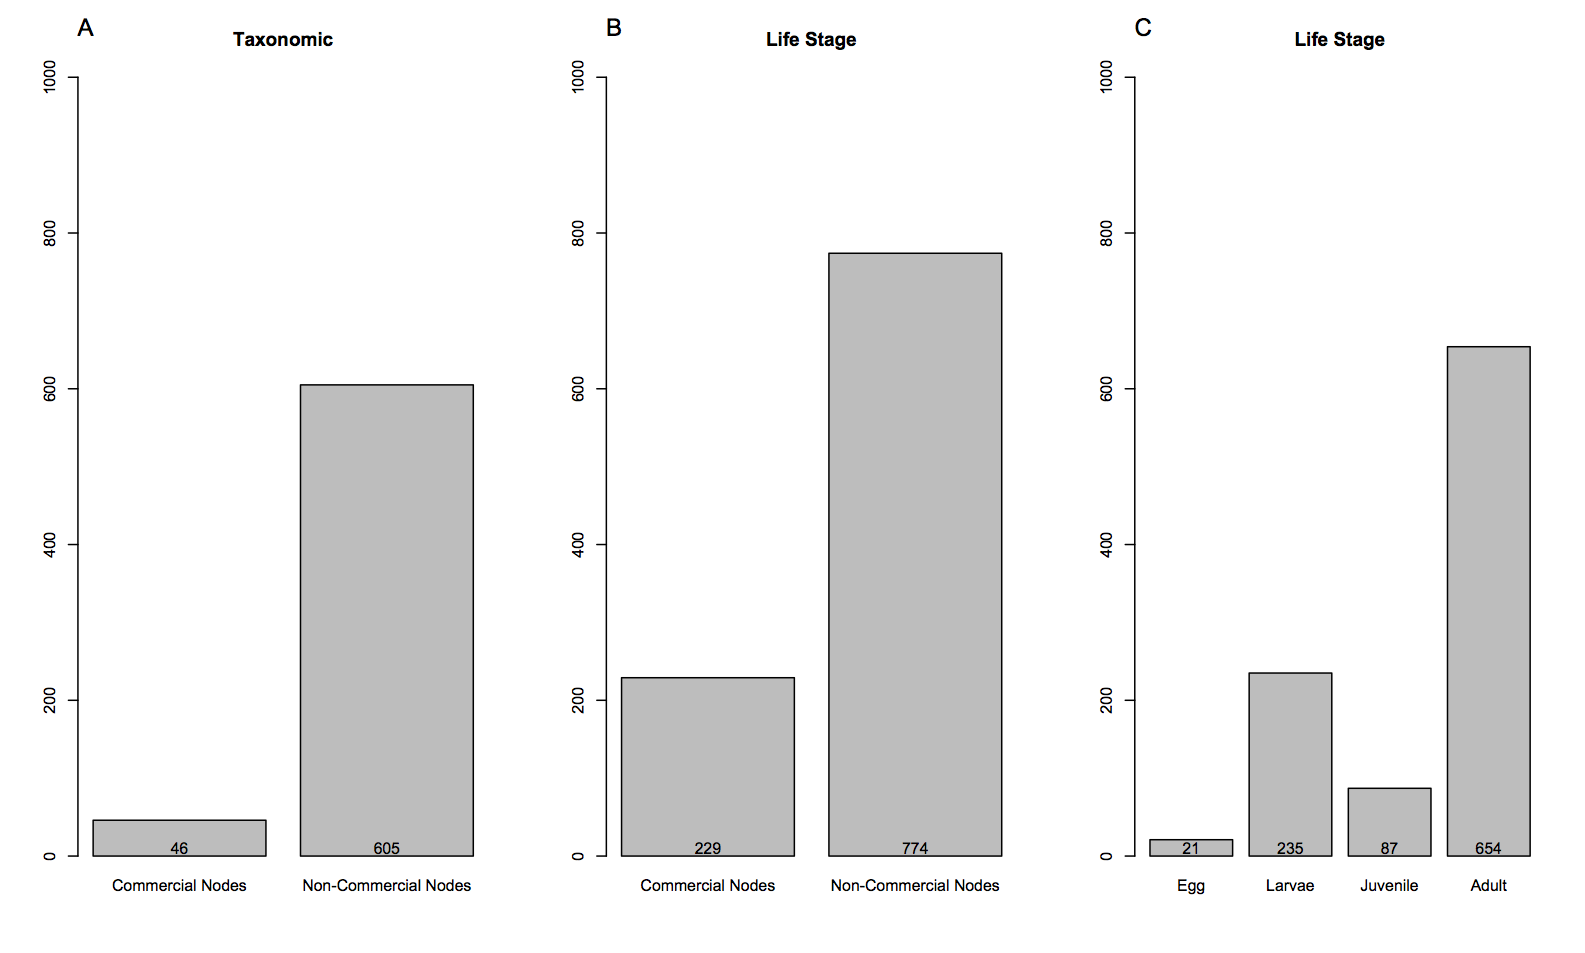 A
Taxonomic
1000
800
600
400
200
0
46
605
Commercial Nodes
Non-Commercial Nodes
B
Life Stage
1000
800
600
400
200
0
229
774
Commercial Nodes
Non-Commercial Nodes
C
Life Stage
1000
800
600
400
200
0
21
235
87
654
Egg
Larvae
Juvenile
Adult